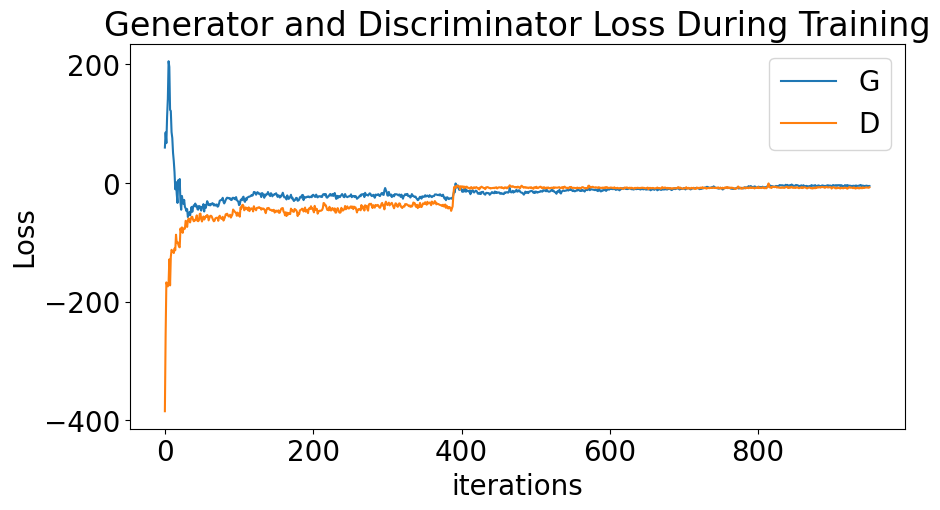 Generator and Discriminator Loss During Training
200
0
−200
−400
Loss
G
D
0
200
400
600
800
iterations